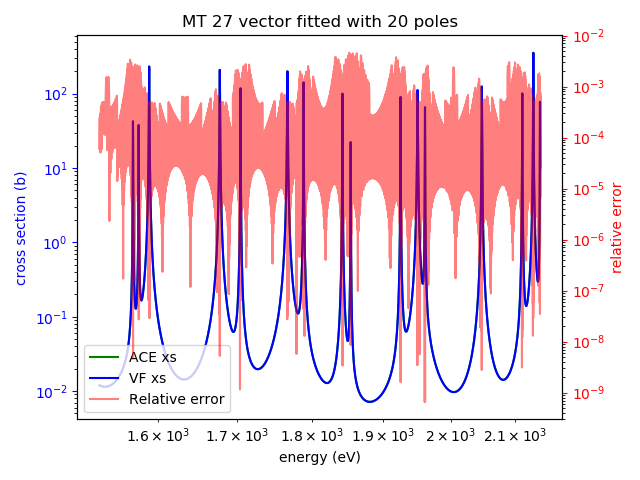 MT 27 vector fitted with 20 poles
10²
10¹
10⁰
10⁻¹
10⁻²
cross section (b)
10⁻²
10⁻³
10⁻⁴
10⁻⁵
10⁻⁶
10⁻⁷
10⁻⁸
10⁻⁹
relative error
ACE xs
VF xs
Relative error
1.6 × 10³ 1.7 × 10³ 1.8 × 10³ 1.9 × 10³ 2 × 10³ 2.1 × 10³
energy (eV)